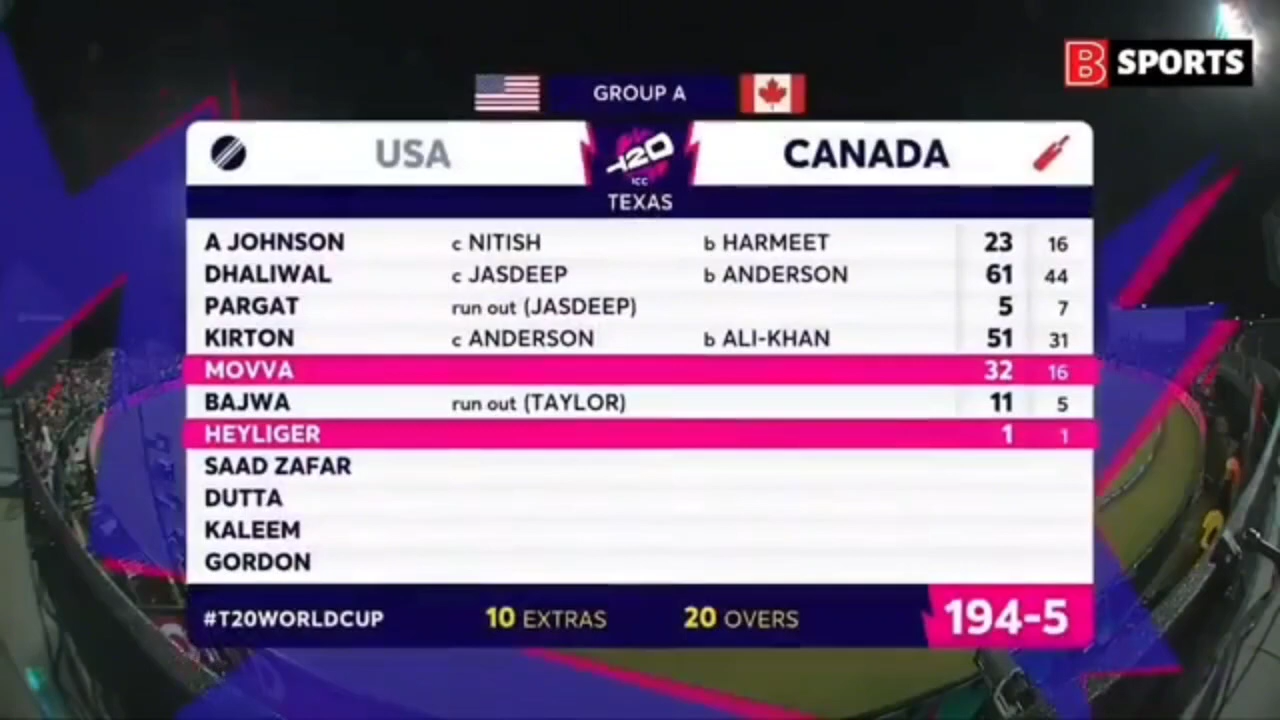 B SPORTS
GROUP A
USA
T20
CANADA
ICC
TEXAS
A JOHNSON c NITISH b HARMEET 23 16
DHALIWAL c JASDEEP b ANDERSON 61 44
PARGAT run out (JASDEEP) 5 7
KIRTON c ANDERSON b ALI-KHAN 51 31
MOVVA 32 16
BAJWA run out (TAYLOR) 11 5
HEYLIGER 1 1
SAAD ZAFAR
DUTTA
KALEEM
GORDON
#T20WORLDCUP 10 EXTRAS 20 OVERS 194-5